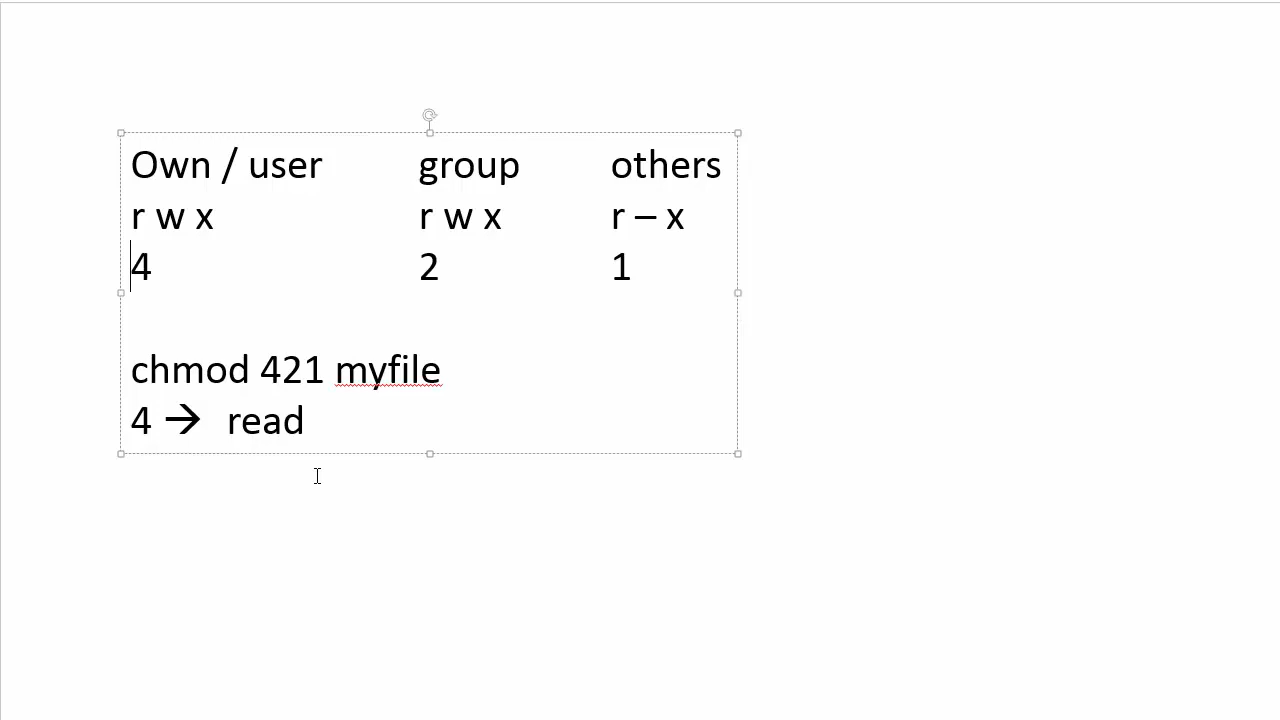 Own / user group others
r w x r w x r – x
4 2 1
chmod 421 myfile
4 → read